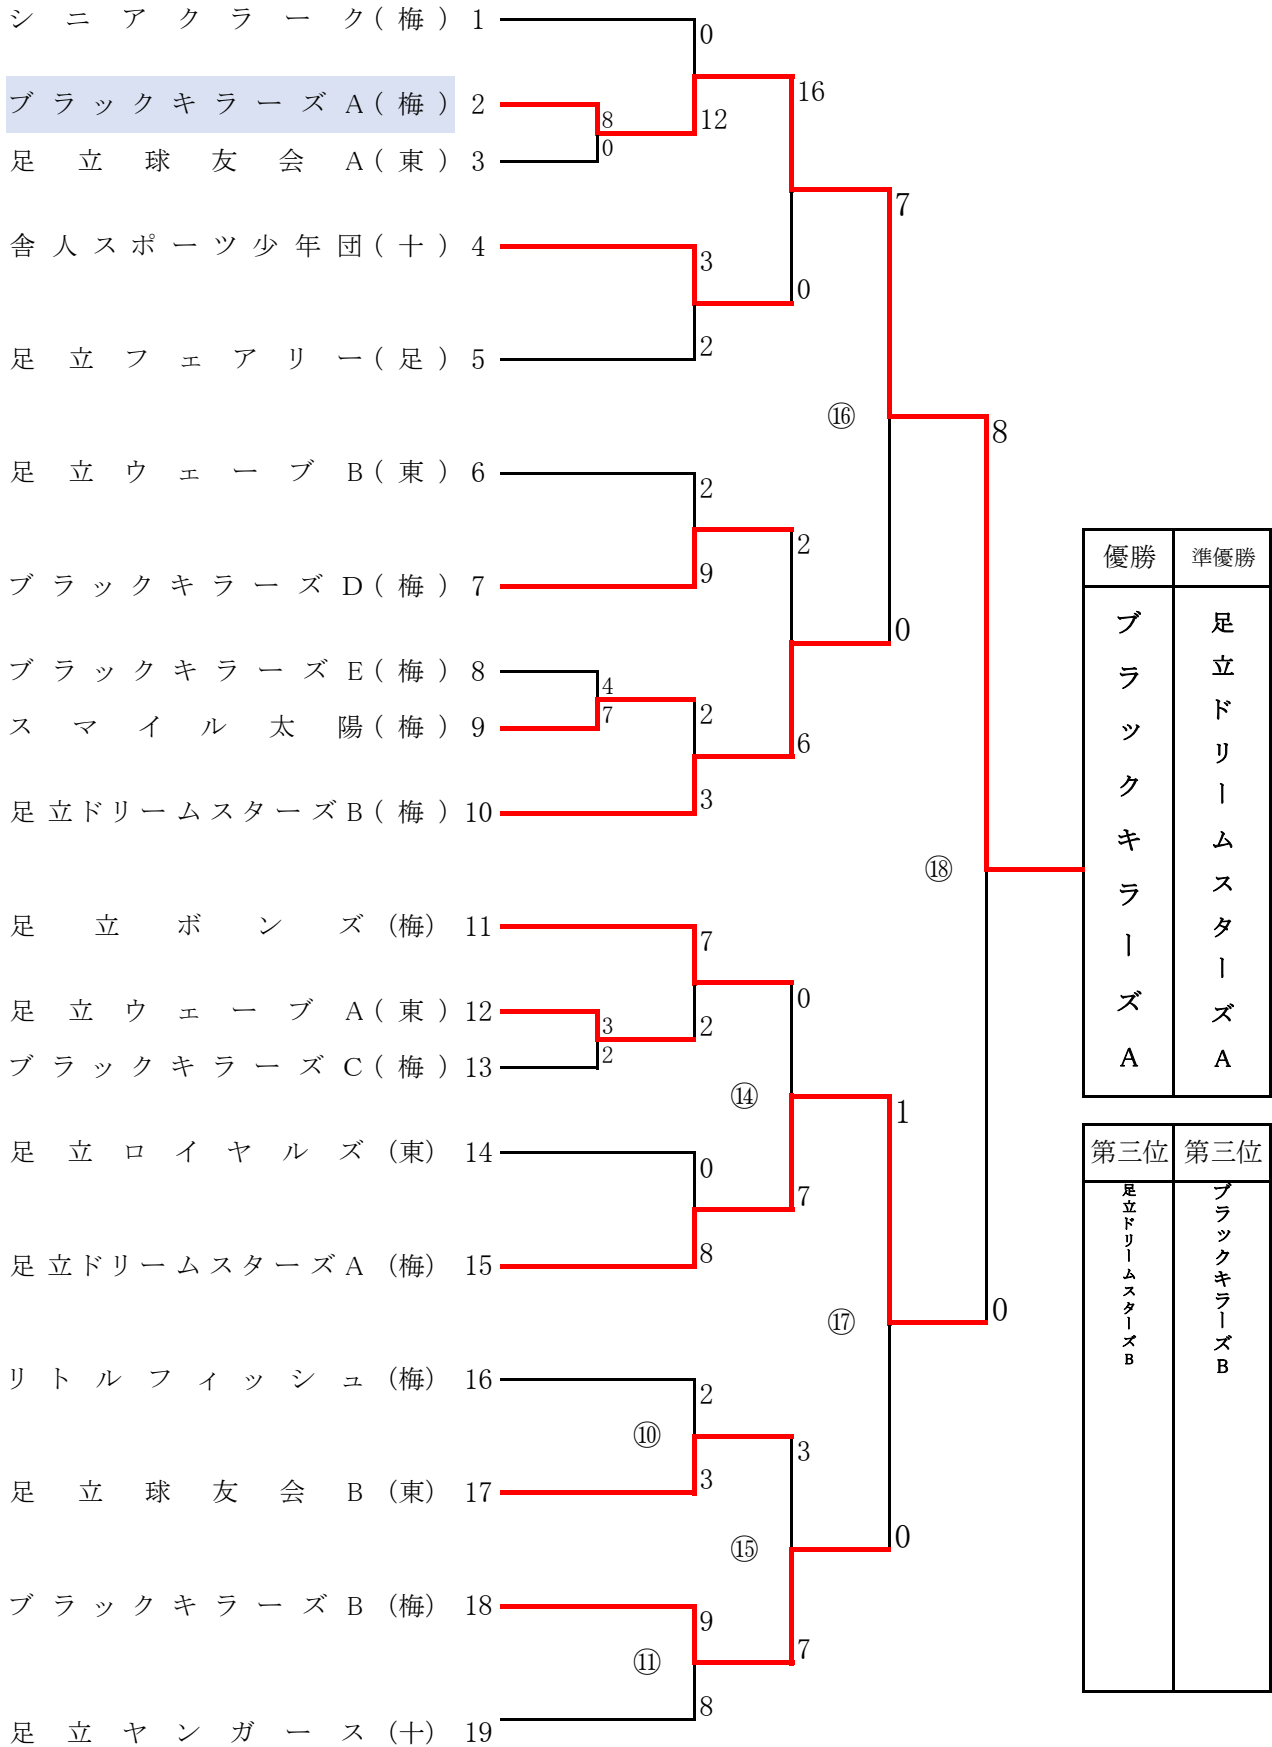 シニアクラーク(梅) 1
0
16
ブラックキラーズA(梅) 2
8
12
足立球友会A(東) 3
0
7
舎人スポーツ少年団(十) 4
3
0
足立フェアリー(足) 5
2
⑯
8
足立ウェーブB(東) 6
2
2
ブラックキラーズD(梅) 7
9
0
ブラックキラーズE(梅) 8
4
スマイル太陽(梅) 9
7
2
6
足立ドリームスターズB(梅) 10
3
⑱
足立ボンズ(梅) 11
7
0
足立ウェーブA(東) 12
3
2
ブラックキラーズC(梅) 13
2
⑭
1
足立ロイヤルズ(東) 14
0
7
足立ドリームスターズA(梅) 15
8
⑰
0
リトルフィッシュ(梅) 16
2
⑩
3
足立球友会B(東) 17
3
⑮
0
ブラックキラーズB(梅) 18
9
⑪
7
足立ヤンガース(十) 19
8
優勝
ブラックキラーズA
準優勝
足立ドリームスターズA
第三位
足立ドリームスターズB
第三位
ブラックキラーズB